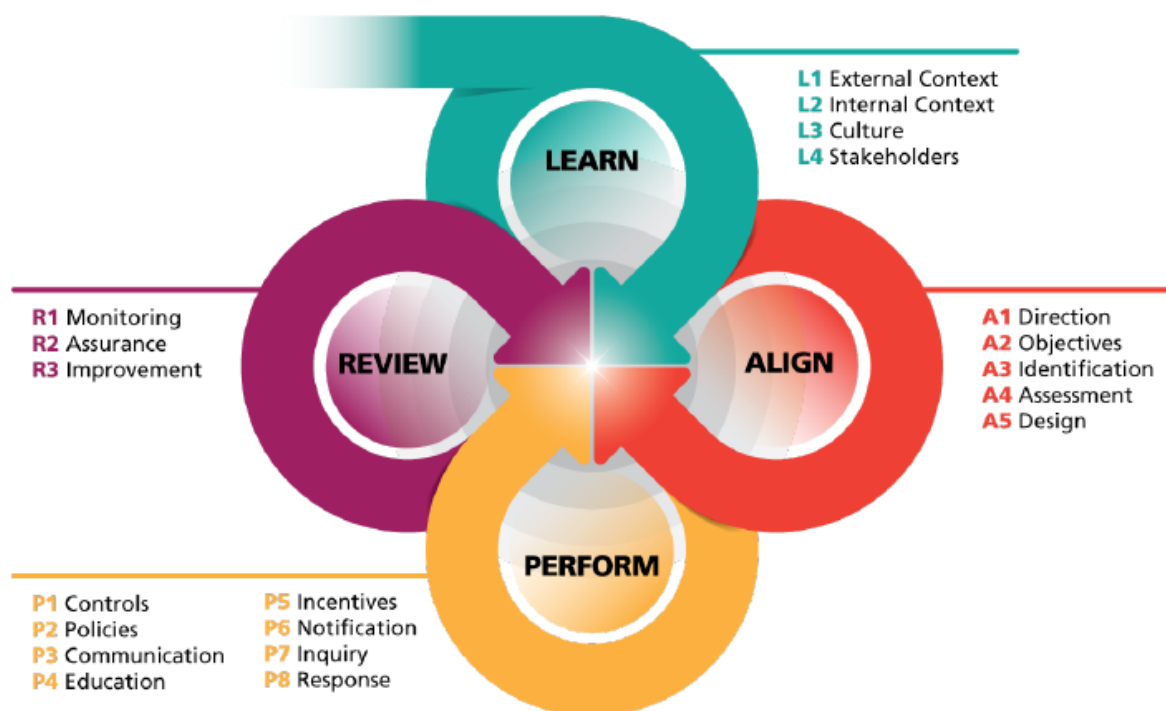 LEARN
L1 External Context
L2 Internal Context
L3 Culture
L4 Stakeholders
ALIGN
A1 Direction
A2 Objectives
A3 Identification
A4 Assessment
A5 Design
REVIEW
R1 Monitoring
R2 Assurance
R3 Improvement
PERFORM
P1 Controls
P2 Policies
P3 Communication
P4 Education
P5 Incentives
P6 Notification
P7 Inquiry
P8 Response